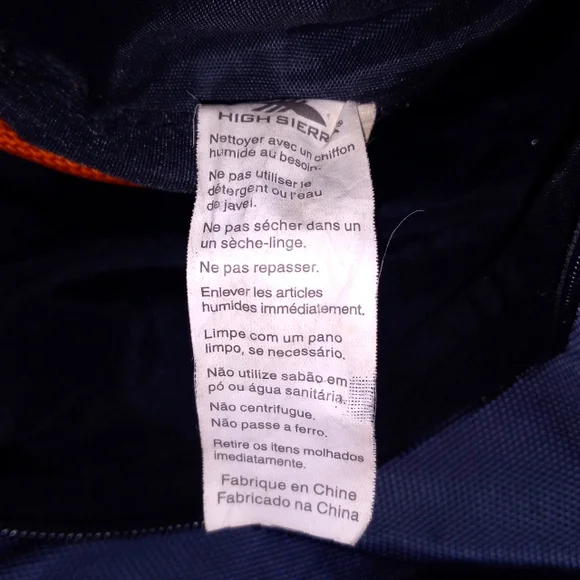 HIGH SIERRA®
Nettoyer avec un chiffon
humide au besoin.
Ne pas utiliser le
détergent ou l'eau
de javel.
Ne pas sécher dans un
un sèche-linge.
Ne pas repasser.
Enlever les articles
humides immédiatement.
Limpe com um pano
limpo, se necessário.
Não utilize sabão em
pó ou água sanitária.
Não centrifugue.
Não passe a ferro.
Retire os itens molhados
imediatamente.
Fabrique en Chine
Fabricado na China